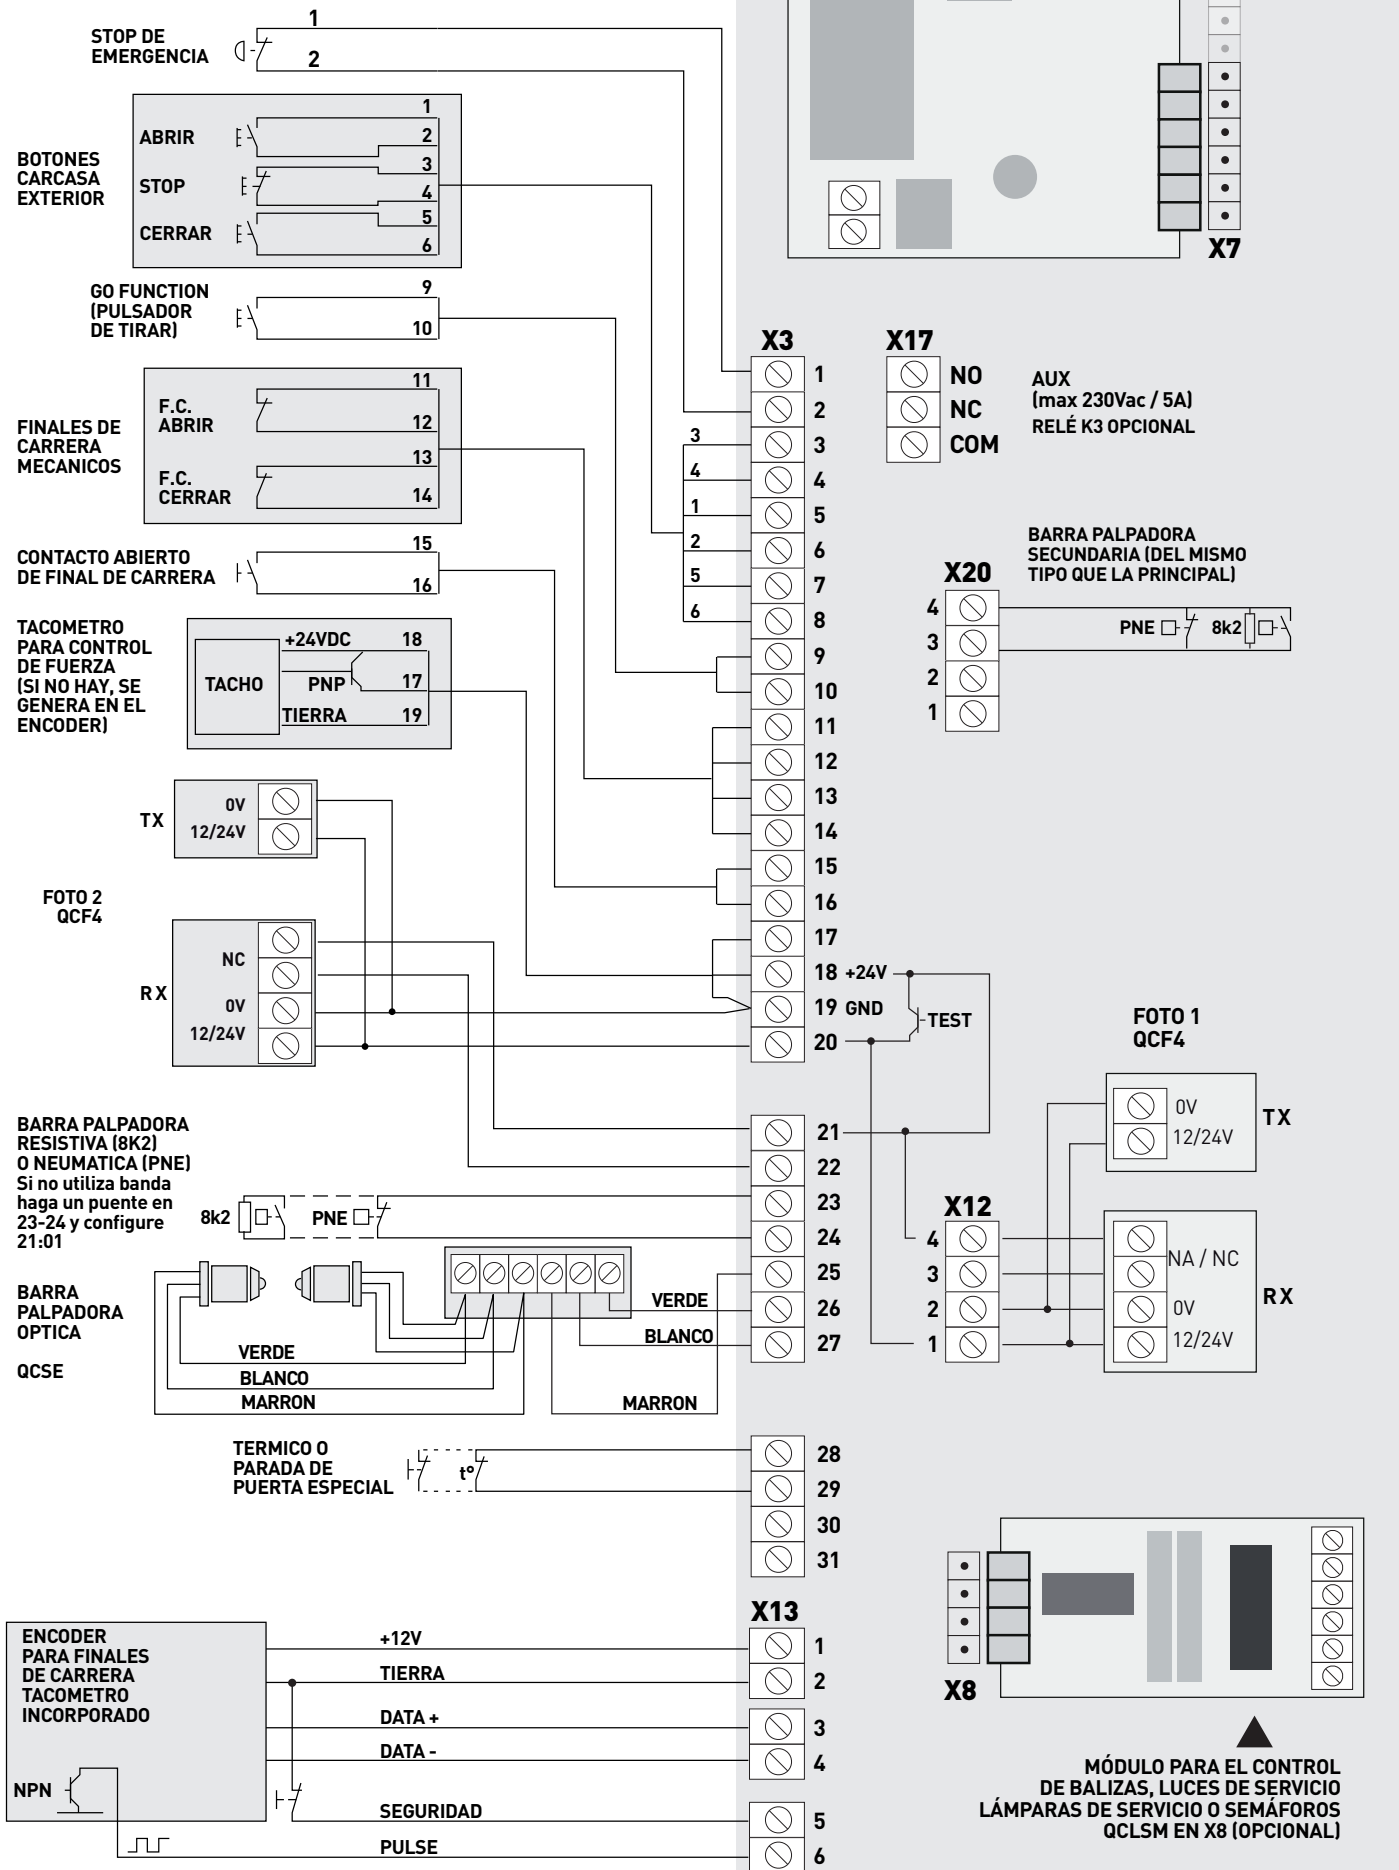 1
STOP DE
EMERGENCIA
2
BOTONES
CARCASA
EXTERIOR
ABRIR
STOP
CERRAR
1
2
3
4
5
6
X7
GO FUNCTION
(PULSADOR
DE TIRAR)
9
10
FINALES DE
CARRERA
MECANICOS
F.C.
ABRIR
F.C.
CERRAR
11
12
13
14
CONTACTO ABIERTO
DE FINAL DE CARRERA
15
16
TACOMETRO
PARA CONTROL
DE FUERZA
(SI NO HAY, SE
GENERA EN EL
ENCODER)
TACHO
+24VDC
PNP
TIERRA
18
17
19
TX
0V
12/24V
FOTO 2
QCF4
RX
NC
0V
12/24V
BARRA PALPADORA
RESISTIVA (8K2)
O NEUMATICA (PNE)
Si no utiliza banda
haga un puente en
23-24 y configure
21:01
8k2
PNE
BARRA
PALPADORA
OPTICA
QCSE
VERDE
BLANCO
MARRON
VERDE
BLANCO
MARRON
TERMICO O
PARADA DE
PUERTA ESPECIAL
t°
ENCODER
PARA FINALES
DE CARRERA
TACOMETRO
INCORPORADO
NPN
+12V
TIERRA
DATA +
DATA -
SEGURIDAD
PULSE
3
4
1
2
5
6
X3
1
2
3
4
5
6
7
8
9
10
11
12
13
14
15
16
17
18 +24V
19 GND
20
TEST
21
22
23
24
25
26
27
28
29
30
31
X13
1
2
3
4
5
6
X17
NO
NC
COM
AUX
(max 230Vac / 5A)
RELÉ K3 OPCIONAL
BARRA PALPADORA
SECUNDARIA (DEL MISMO
TIPO QUE LA PRINCIPAL)
X20
4
3
2
1
PNE
8k2
FOTO 1
QCF4
0V
12/24V
TX
X12
4
3
2
1
NA / NC
0V
12/24V
RX
X8
MÓDULO PARA EL CONTROL
DE BALIZAS, LUCES DE SERVICIO
LÁMPARAS DE SERVICIO O SEMÁFOROS
QCLSM EN X8 (OPCIONAL)